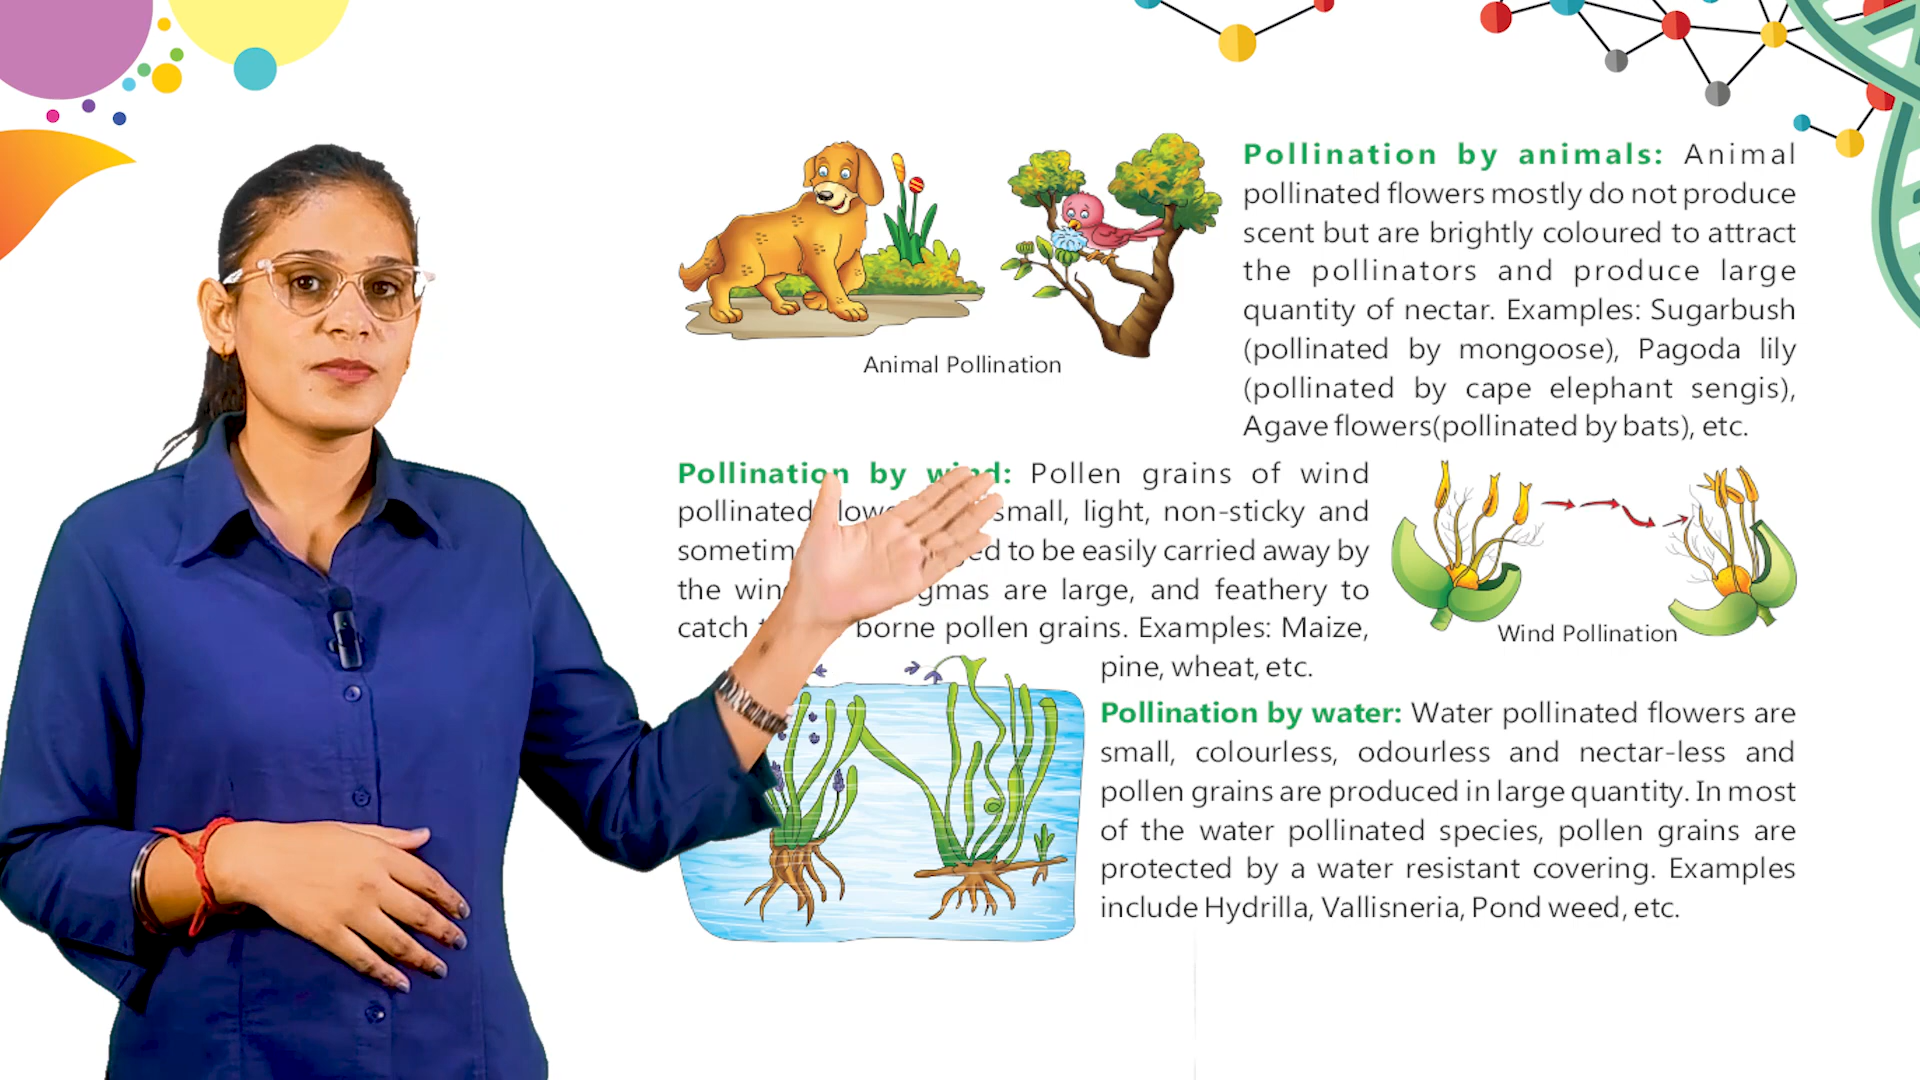 Pollination by animals: Animal
pollinated flowers mostly do not produce
scent but are brightly coloured to attract
the pollinators and produce large
quantity of nectar. Examples: Sugarbush
(pollinated by mongoose), Pagoda lily
(pollinated by cape elephant sengis),
Agave flowers(pollinated by bats), etc.
Animal Pollination
Pollination by wind: Pollen grains of wind
pollinated small, light, non-sticky and
to be easily carried away by
the are large, and feathery to
catch borne pollen grains. Examples: Maize,
pine, wheat, etc.
Wind Pollination
Pollination by water: Water pollinated flowers are
small, colourless, odourless and nectar-less and
pollen grains are produced in large quantity. In most
of the water pollinated species, pollen grains are
protected by a water resistant covering. Examples
include Hydrilla, Vallisneria, Pond weed, etc.